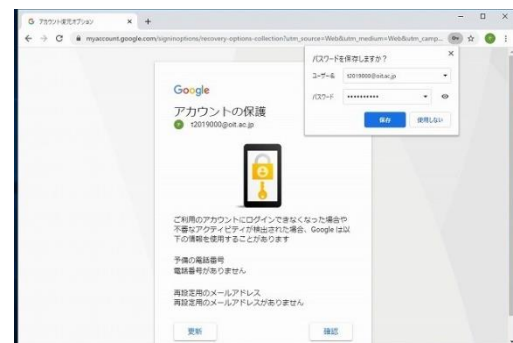 G アカウント復元オプション
myaccount.google.com/signinoptions/recovery-options-collection?utm_source=Web&utm_medium=Web&utm_camp...
パスワードを保存しますか？
ユーザー名 t2019000@oit.ac.jp
パスワード ••••••••••
保存 使用しない
Google
アカウントの保護
t2019000@oit.ac.jp
ご利用のアカウントにログインできなくなった場合や
不審なアクティビティが検出された場合、Google は以
下の情報を使用することがあります
予備の電話番号
電話番号がありません
再設定用のメールアドレス
再設定用のメールアドレスがありません
更新 確認